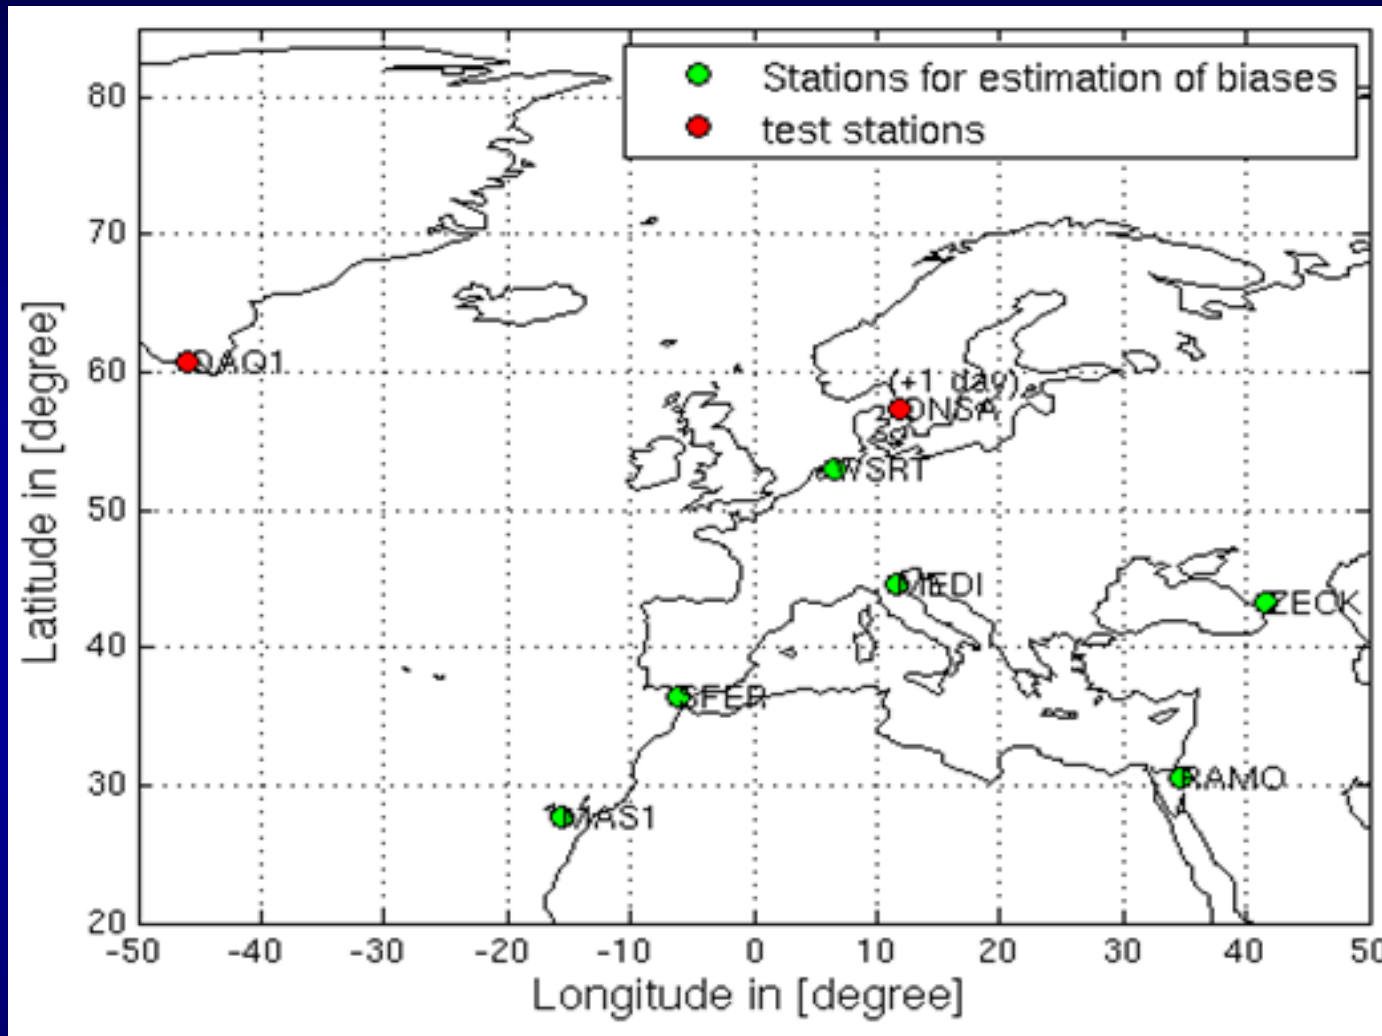 Stations for estimation of biases
test stations
80
70
60
50
40
30
20
-50 -40 -30 -20 -10 0 10 20 30 40 50
Latitude in [degree]
Longitude in [degree]
QAQ1
(+1 day)
ONSA
WSRT
MEDI
ZECK
SFER
RAMO
MAS1